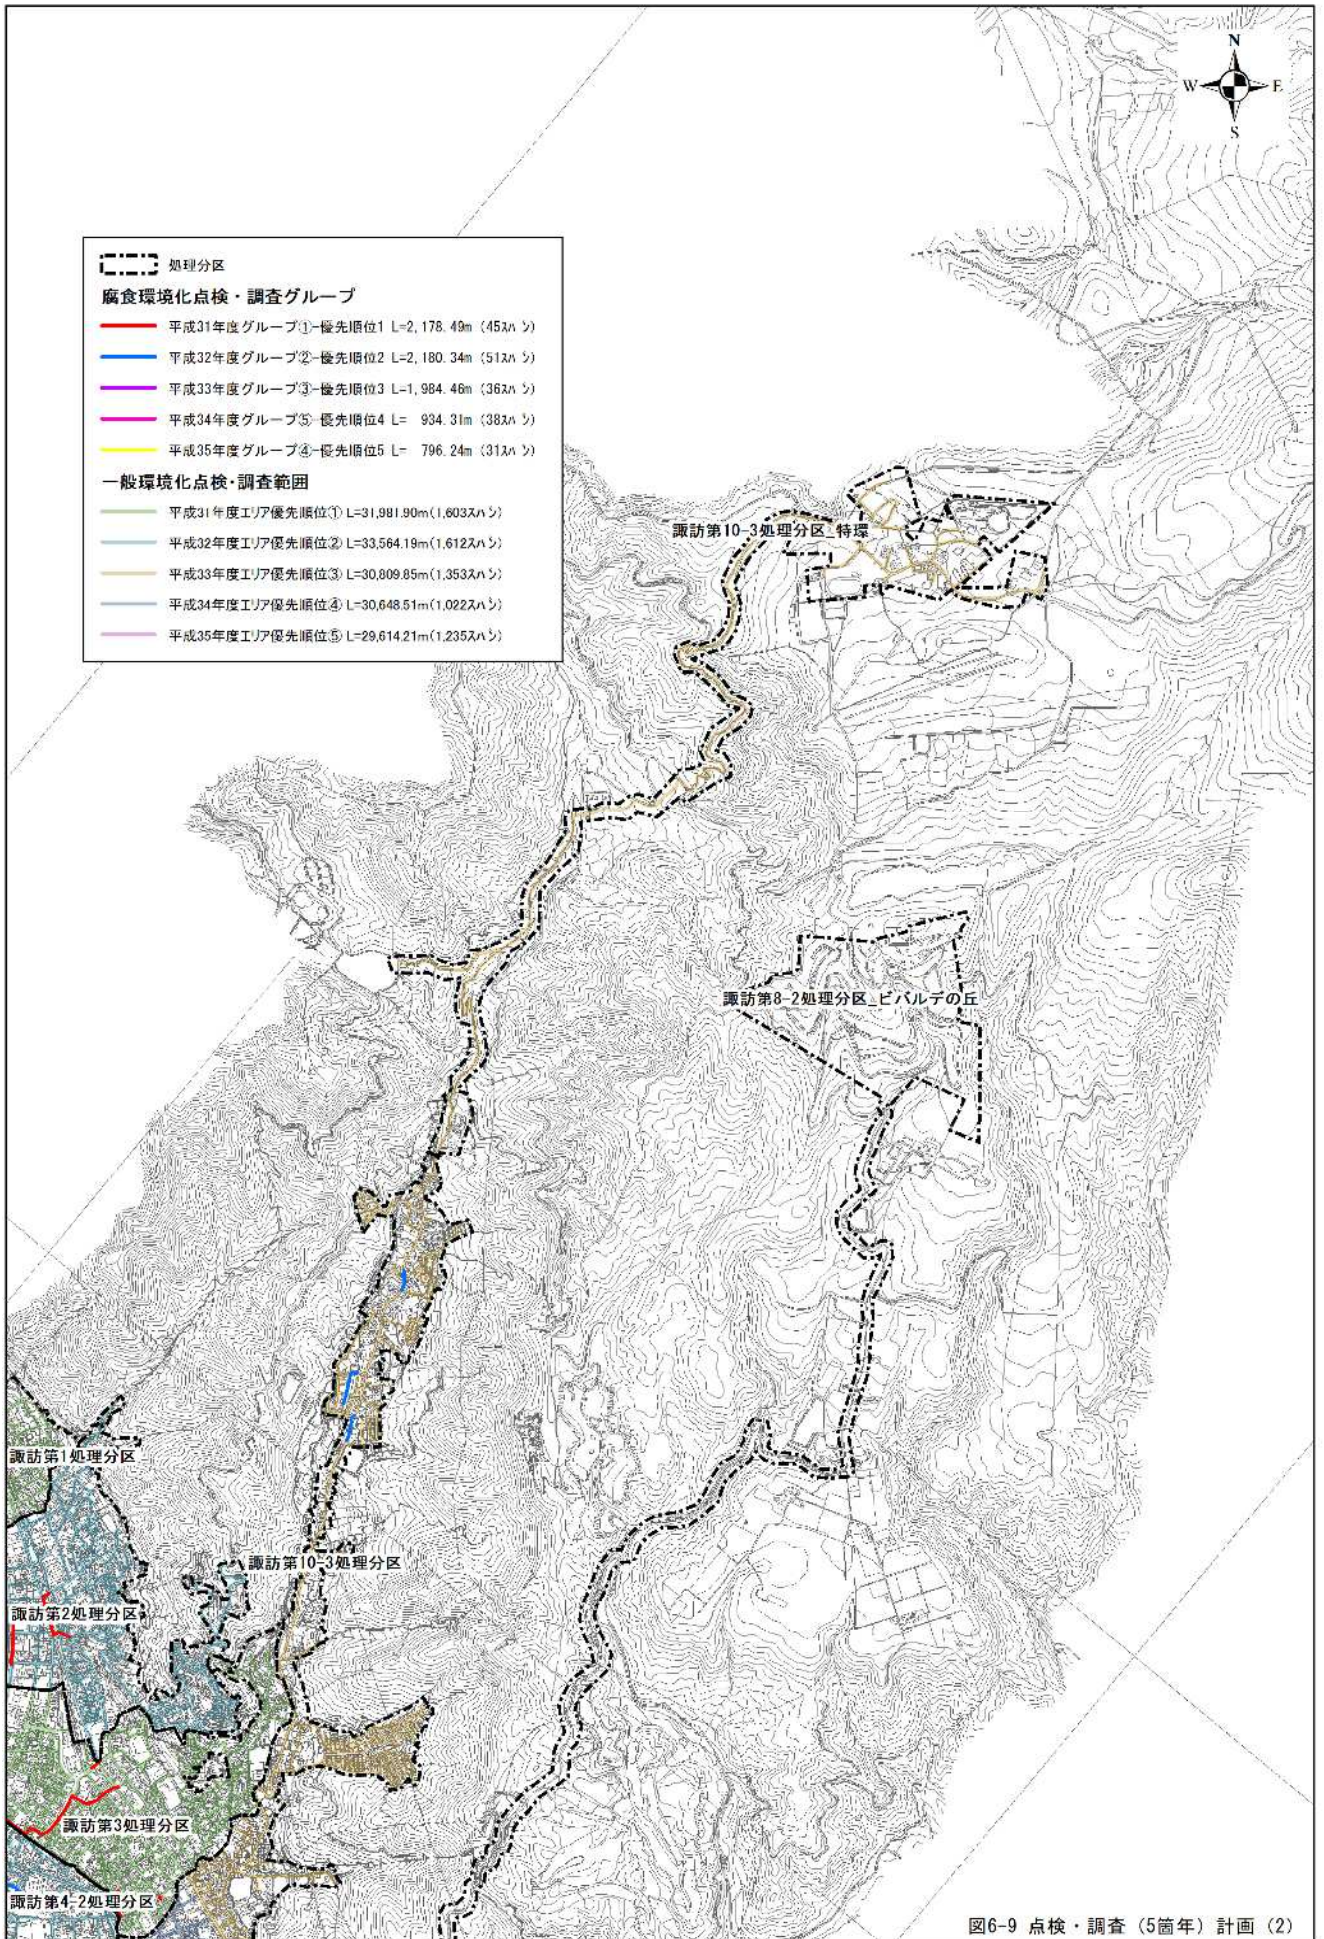 N
W E
S
処理分区
腐食環境化点検・調査グループ
平成31年度グループ①-優先順位1 L=2,178.49m (45スパン)
平成32年度グループ②-優先順位2 L=2,180.34m (51スパン)
平成33年度グループ③-優先順位3 L=1,984.46m (36スパン)
平成34年度グループ⑤-優先順位4 L= 934.31m (38スパン)
平成35年度グループ④-優先順位5 L= 796.24m (31スパン)
一般環境化点検・調査範囲
平成31年度エリア優先順位① L=31,981.90m(1,603スパン)
平成32年度エリア優先順位② L=33,564.19m(1,612スパン)
平成33年度エリア優先順位③ L=30,809.85m(1,353スパン)
平成34年度エリア優先順位④ L=30,648.51m(1,022スパン)
平成35年度エリア優先順位⑤ L=29,614.21m(1,235スパン)
諏訪第10-3処理分区_特環
諏訪第8-2処理分区_ビバルデの丘
諏訪第1処理分区
諏訪第10-3処理分区
諏訪第2処理分区
諏訪第3処理分区
諏訪第4-2処理分区
図6-9 点検・調査（5箇年）計画（2）